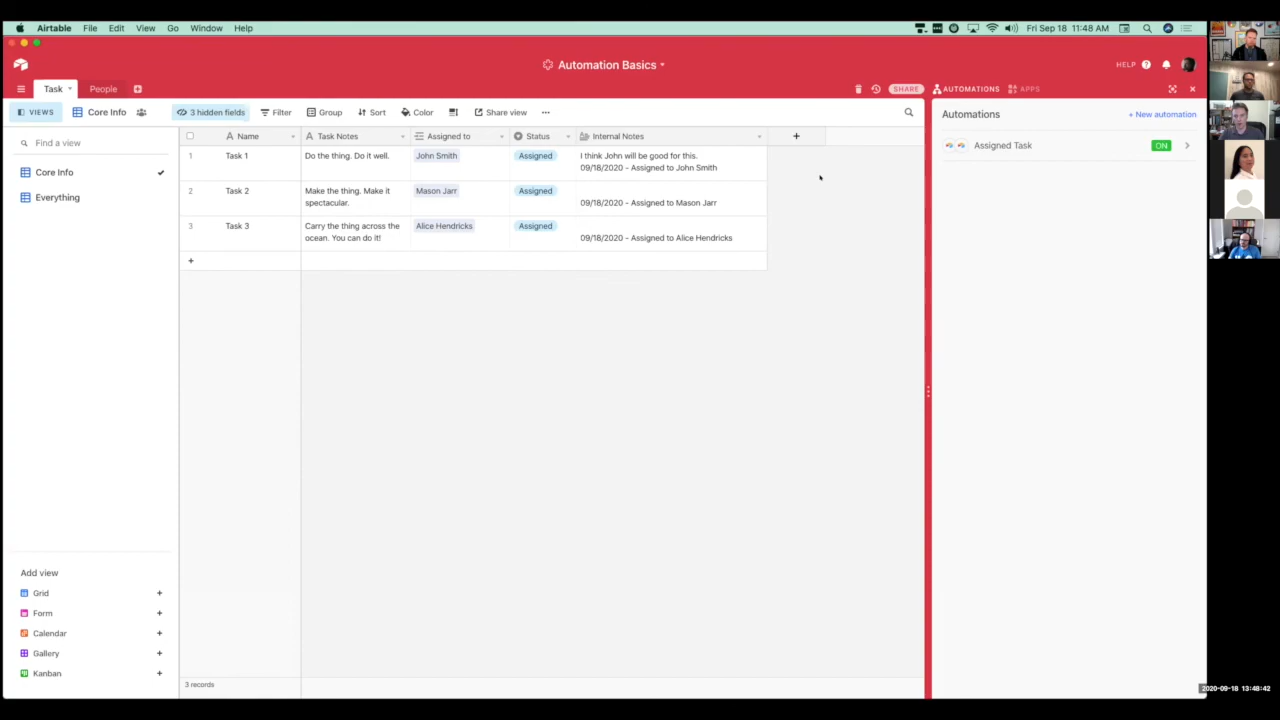 Airtable File Edit View Go Window Help
Fri Sep 18 11:48 AM
Automation Basics
HELP
Task People
SHARE
AUTOMATIONS APPS
VIEWS Core Info 3 hidden fields Filter Group Sort Color Share view
Automations + New automation
Find a view
Name Task Notes Assigned to Status Internal Notes
Assigned Task ON
1 Task 1 Do the thing. Do it well. John Smith Assigned I think John will be good for this.
09/18/2020 - Assigned to John Smith
Core Info
Everything
2 Task 2 Make the thing. Make it Mason Jarr Assigned
spectacular. 09/18/2020 - Assigned to Mason Jarr
3 Task 3 Carry the thing across the Alice Hendricks Assigned
ocean. You can do it! 09/18/2020 - Assigned to Alice Hendricks
Add view
Grid
Form
Calendar
Gallery
Kanban
3 records
2020-09-18 13:48:42